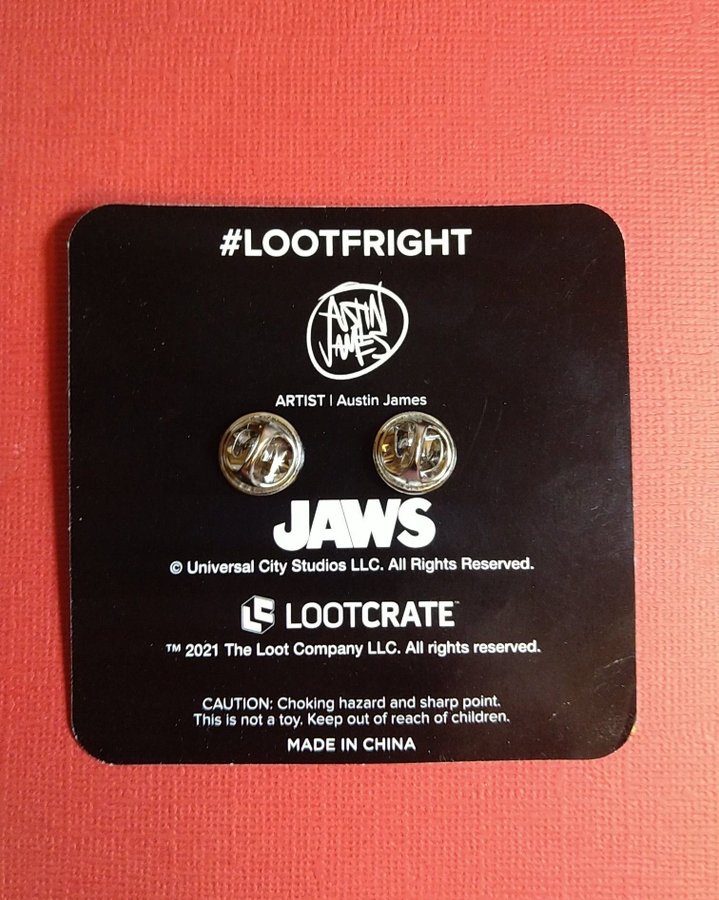 #LOOTFRIGHT
AUSTIN
JAMES
ARTIST | Austin James
JAWS
© Universal City Studios LLC. All Rights Reserved.
LC LOOTCRATE™
™ 2021 The Loot Company LLC. All rights reserved.
CAUTION: Choking hazard and sharp point.
This is not a toy. Keep out of reach of children.
MADE IN CHINA